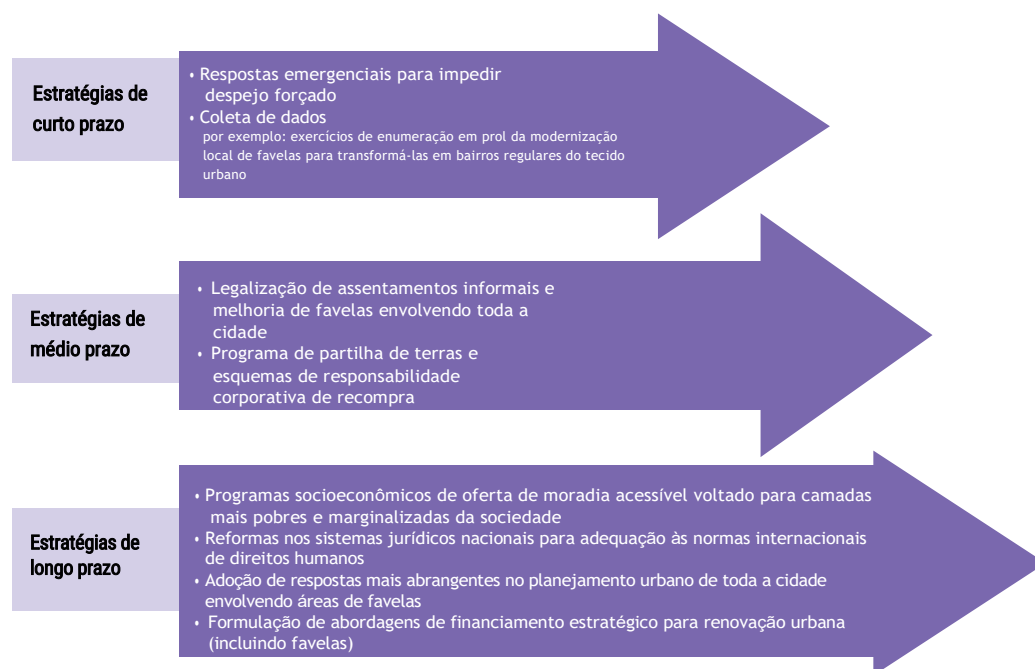 Estratégias de
curto prazo
• Respostas emergenciais para impedir
despejo forçado
• Coleta de dados
por exemplo: exercícios de enumeração em prol da modernização
local de favelas para transformá-las em bairros regulares do tecido
urbano
Estratégias de
médio prazo
• Legalização de assentamentos informais e
melhoria de favelas envolvendo toda a
cidade
• Programa de partilha de terras e
esquemas de responsabilidade
corporativa de recompra
Estratégias de
longo prazo
• Programas socioeconômicos de oferta de moradia acessível voltado para camadas
mais pobres e marginalizadas da sociedade
• Reformas nos sistemas jurídicos nacionais para adequação às normas internacionais
de direitos humanos
• Adoção de respostas mais abrangentes no planejamento urbano de toda a cidade
envolvendo áreas de favelas
• Formulação de abordagens de financiamento estratégico para renovação urbana
(incluindo favelas)